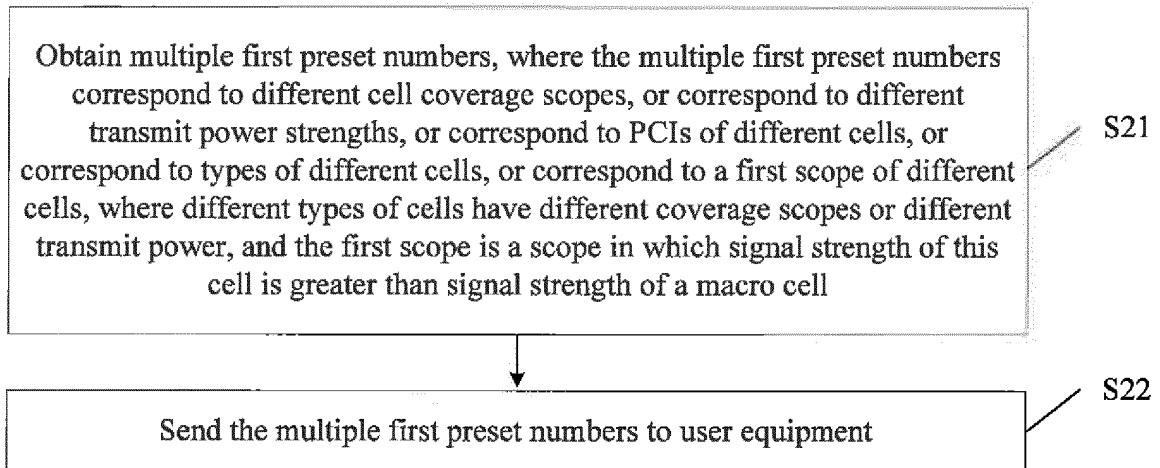 Obtain multiple first preset numbers, where the multiple first preset numbers
correspond to different cell coverage scopes, or correspond to different
transmit power strengths, or correspond to PCIs of different cells, or
correspond to types of different cells, or correspond to a first scope of different
cells, where different types of cells have different coverage scopes or different
transmit power, and the first scope is a scope in which signal strength of this
cell is greater than signal strength of a macro cell
S21
S22
Send the multiple first preset numbers to user equipment